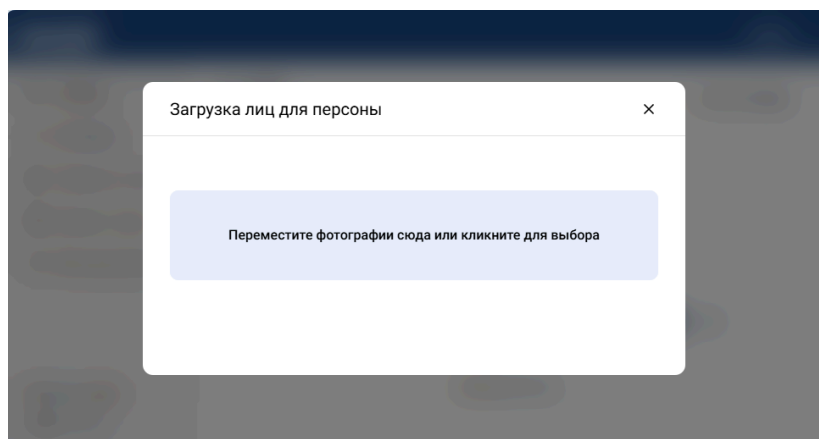 Загрузка лиц для персоны
Переместите фотографии сюда или кликните для выбора